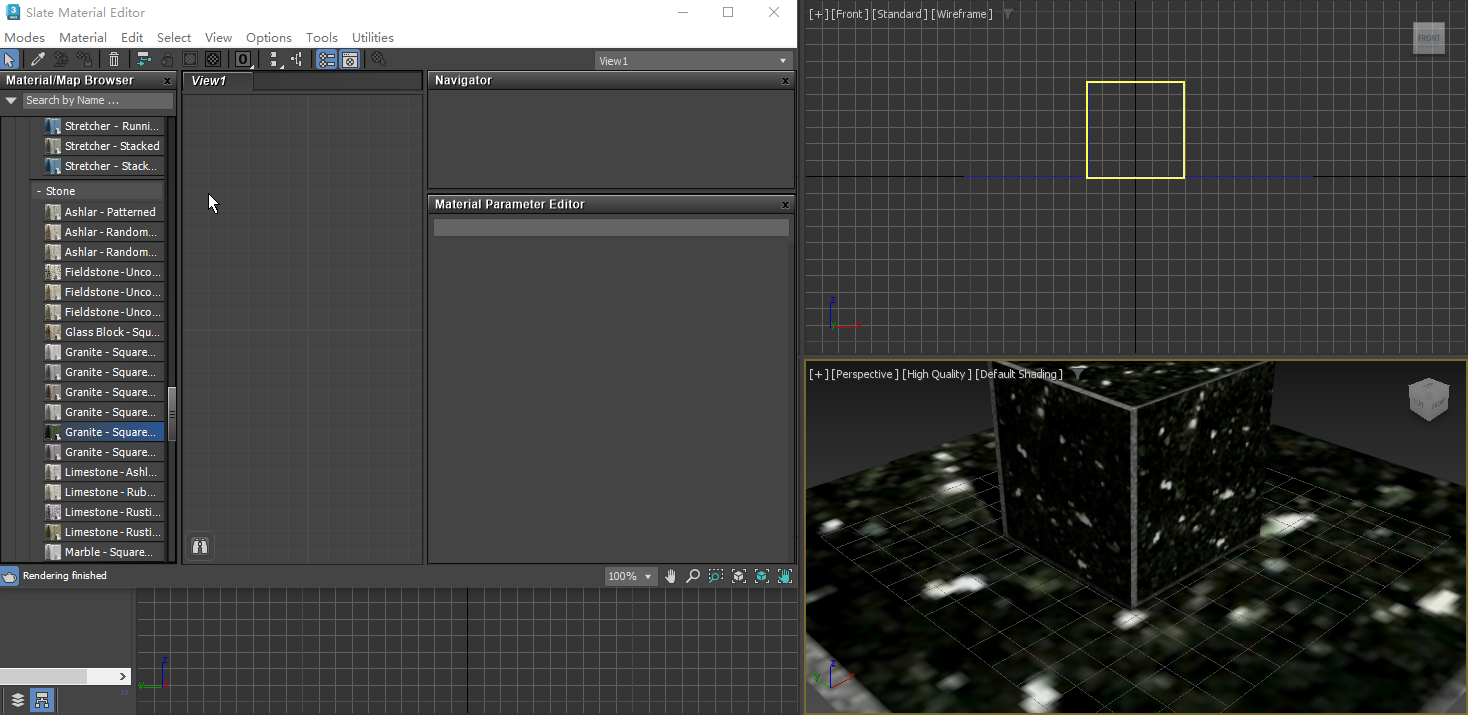 Slate Material Editor
Modes Material Edit Select View Options Tools Utilities
View1
Material/Map Browser x
Search by Name ...
Stretcher - Runni...
Stretcher - Stacked
Stretcher - Stack...
- Stone
Ashlar - Patterned
Ashlar - Random...
Ashlar - Random...
Fieldstone - Unco...
Fieldstone - Unco...
Fieldstone - Unco...
Glass Block - Squ...
Granite - Square...
Granite - Square...
Granite - Square...
Granite - Square...
Granite - Square...
Granite - Square...
Limestone - Ashl...
Limestone - Rub...
Limestone - Rusti...
Limestone - Rusti...
Marble - Square...
View1
Navigator x
Material Parameter Editor x
Rendering finished
100%
z
y
[+] [Front] [Standard] [Wireframe]
FRONT
z
y x
[+] [Perspective] [High Quality] [Default Shading]
LEFT FRONT
z
y x